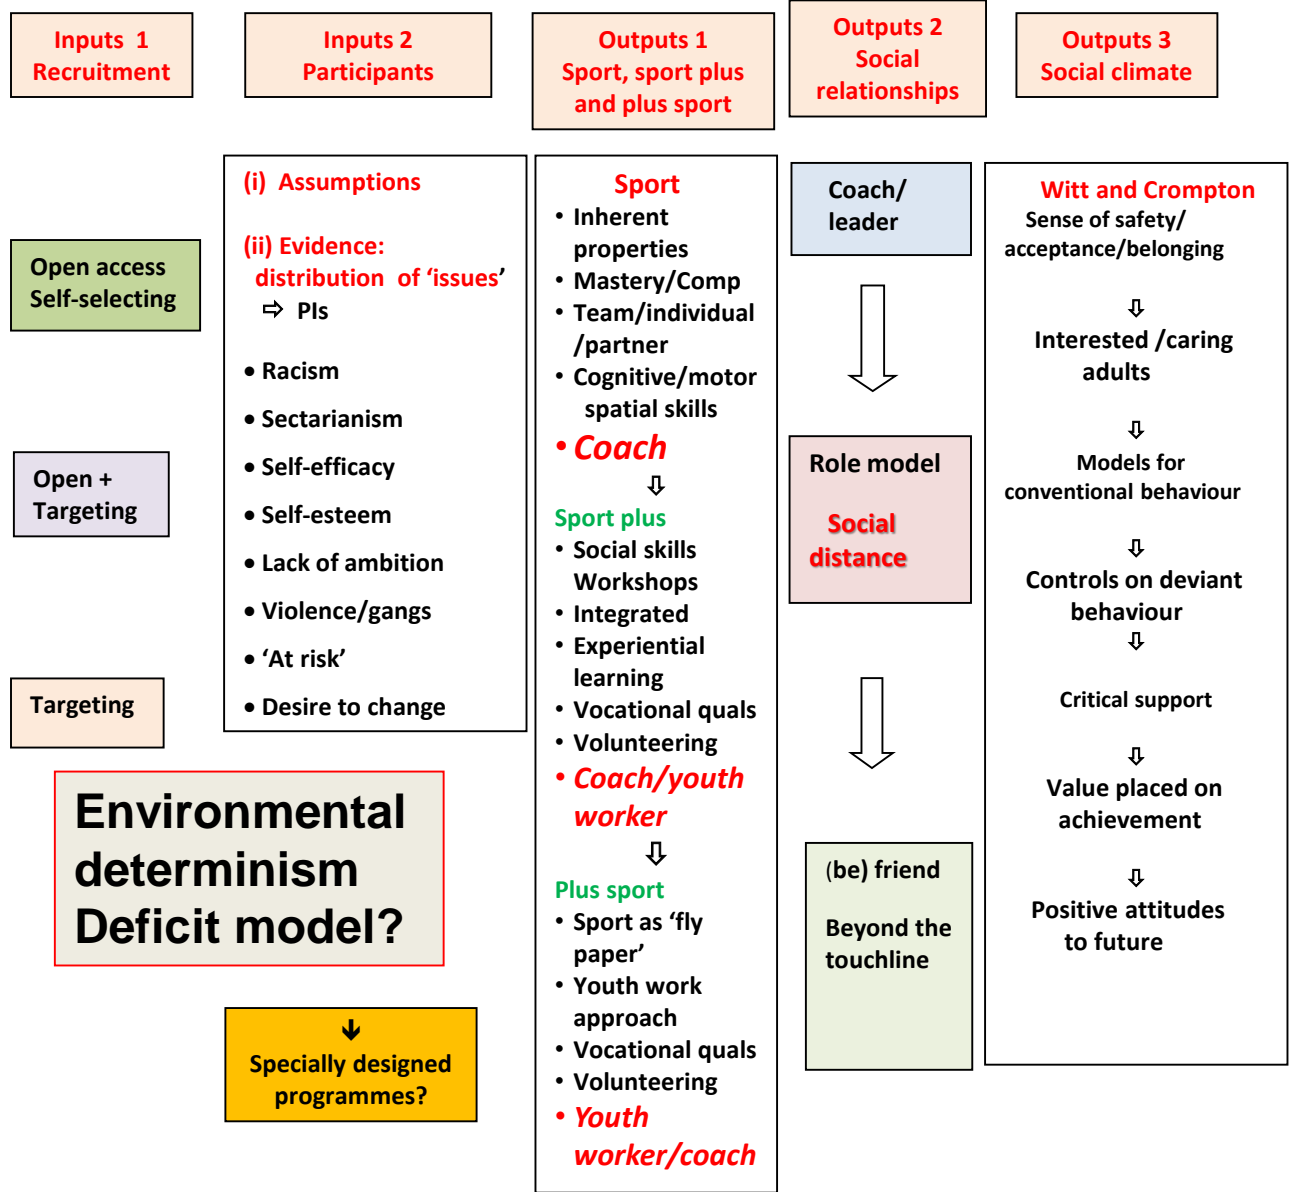 Inputs 1
Recruitment
Inputs 2
Participants
Outputs 1
Sport, sport plus
and plus sport
Outputs 2
Social
relationships
Outputs 3
Social climate
Open access
Self-selecting
Open +
Targeting
Targeting
(i) Assumptions
(ii) Evidence:
distribution of ‘issues’
⇨ PIs
• Racism
• Sectarianism
• Self-efficacy
• Self-esteem
• Lack of ambition
• Violence/gangs
• ‘At risk’
• Desire to change
Environmental
determinism
Deficit model?
Specially designed
programmes?
Sport
• Inherent
properties
• Mastery/Comp
• Team/individual
/partner
• Cognitive/motor
spatial skills
• Coach
Sport plus
• Social skills
Workshops
• Integrated
• Experiential
learning
• Vocational quals
• Volunteering
• Coach/youth
worker
Plus sport
• Sport as ‘fly
paper’
• Youth work
approach
• Vocational quals
• Volunteering
• Youth
worker/coach
Coach/
leader
Role model
Social
distance
(be) friend
Beyond the
touchline
Witt and Crompton
Sense of safety/
acceptance/belonging
Interested /caring
adults
Models for
conventional behaviour
Controls on deviant
behaviour
Critical support
Value placed on
achievement
Positive attitudes
to future